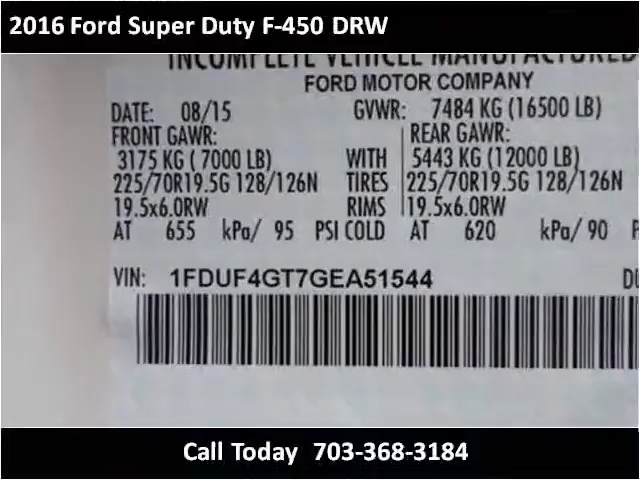 2016 Ford Super Duty F-450 DRW
INCOMPLETE VEHICLE MANUFACTURED
FORD MOTOR COMPANY
DATE: 08/15 GVWR: 7484 KG (16500 LB)
FRONT GAWR: REAR GAWR:
3175 KG ( 7000 LB) WITH 5443 KG (12000 LB)
225/70R19.5G 128/126N TIRES 225/70R19.5G 128/126N
19.5x6.0RW RIMS 19.5x6.0RW
AT 655 kPa/ 95 PSI COLD AT 620 kPa/ 90
VIN: 1FDUF4GT7GEA51544
Call Today 703-368-3184